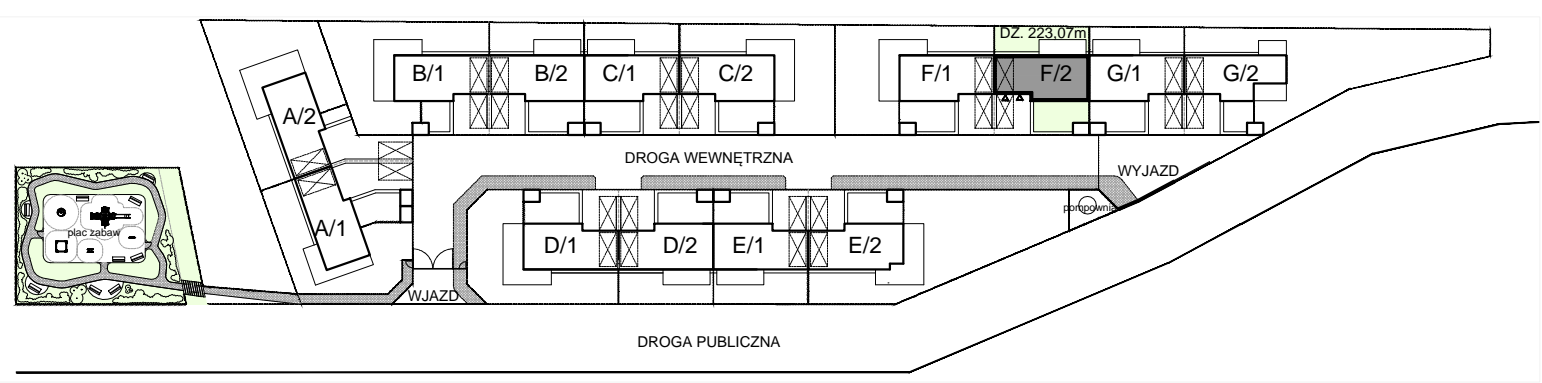 DZ. 223,07m
B/1
B/2
C/1
C/2
F/1
F/2
G/1
G/2
A/2
DROGA WEWNĘTRZNA
WYJAZD
pompownia
plac zabaw
A/1
D/1
D/2
E/1
E/2
WJAZD
DROGA PUBLICZNA